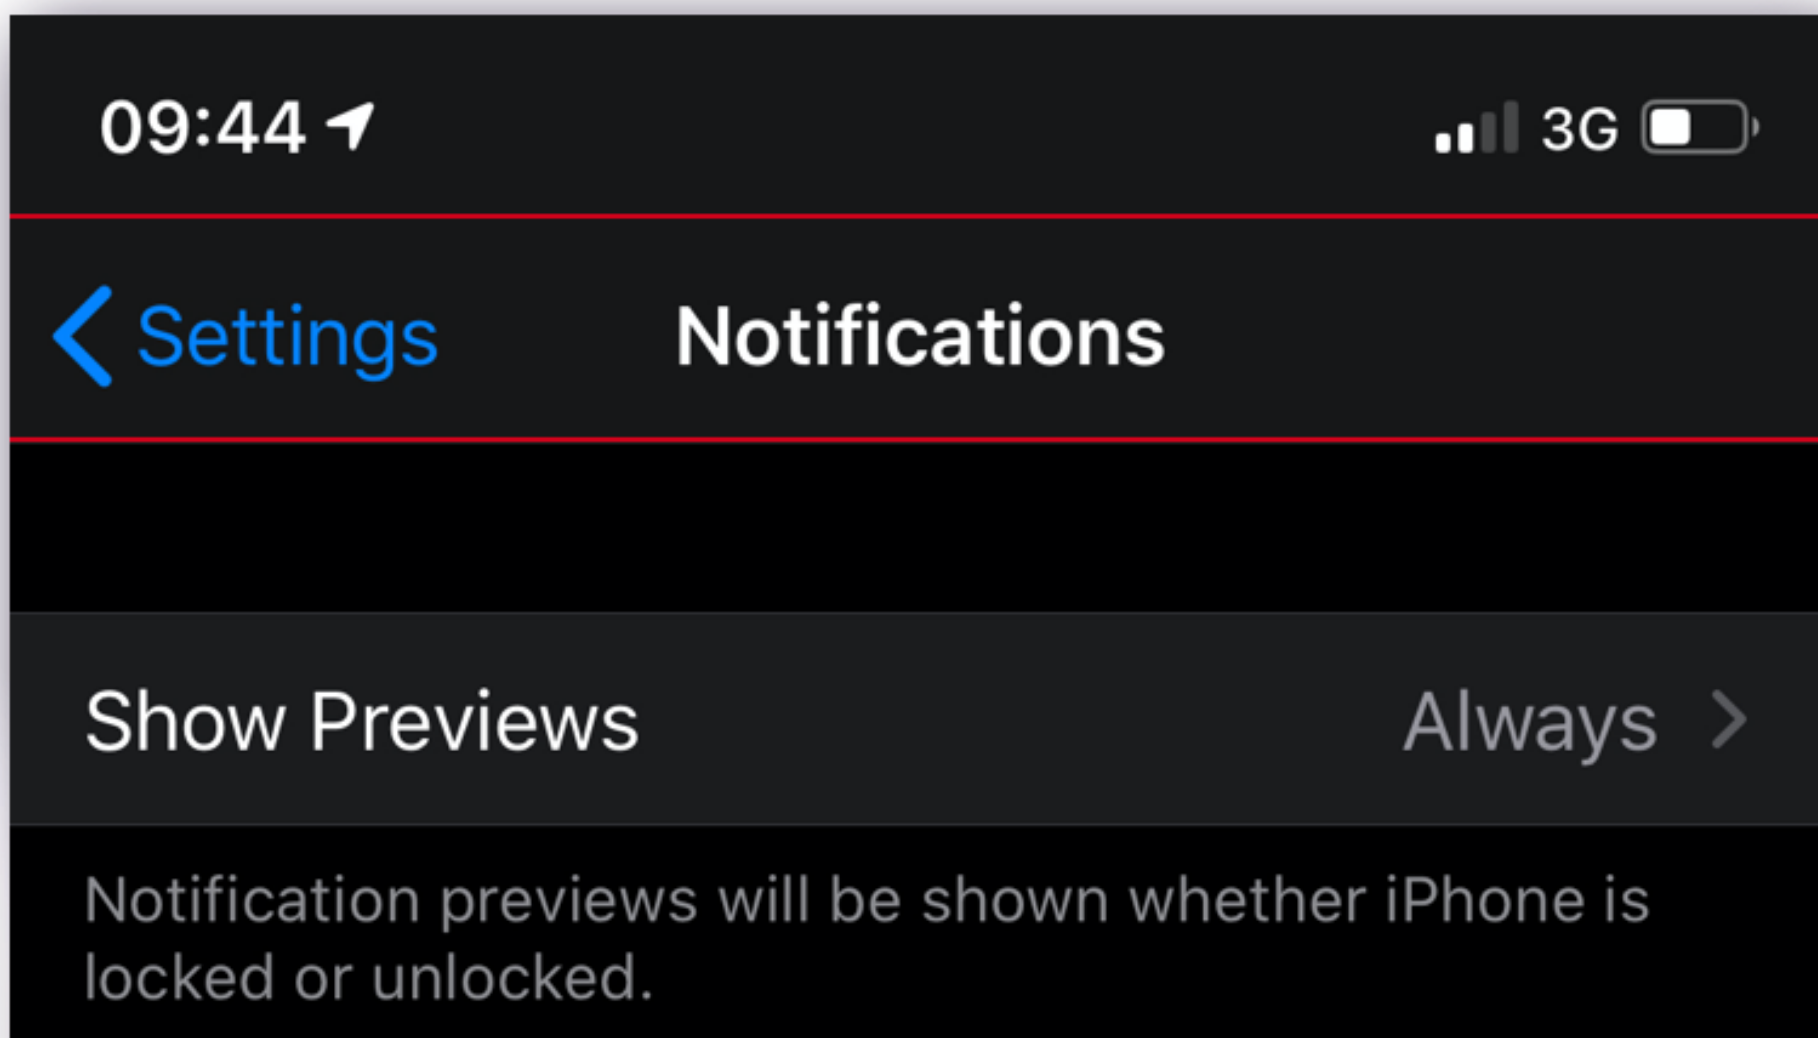 09:44
3G
Settings
Notifications
Show Previews
Always
Notification previews will be shown whether iPhone is
locked or unlocked.